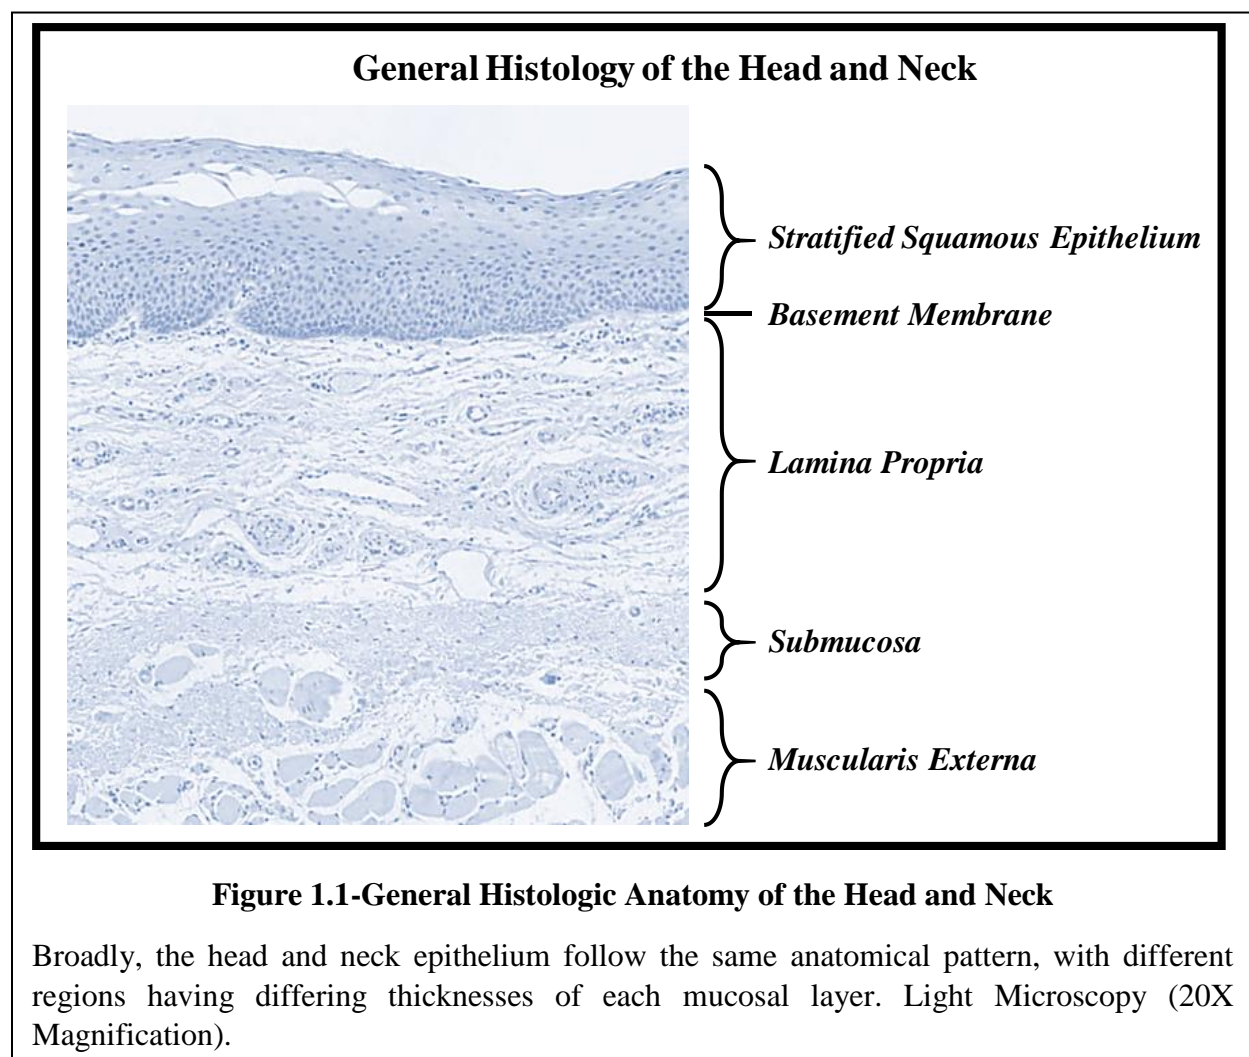 General Histology of the Head and Neck
Stratified Squamous Epithelium
Basement Membrane
Lamina Propria
Submucosa
Muscularis Externa
Figure 1.1-General Histologic Anatomy of the Head and Neck
Broadly, the head and neck epithelium follow the same anatomical pattern, with different
regions having differing thicknesses of each mucosal layer. Light Microscopy (20X
Magnification).